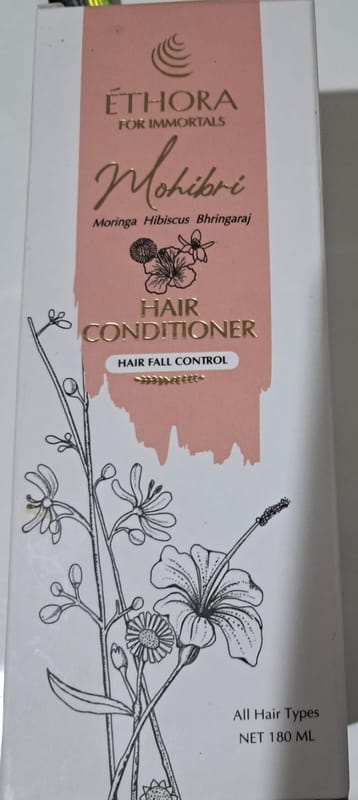 ÉTHORA
FOR IMMORTALS
Mohibri
Moringa Hibiscus Bhringaraj
HAIR
CONDITIONER
HAIR FALL CONTROL
All Hair Types
NET 180 ML